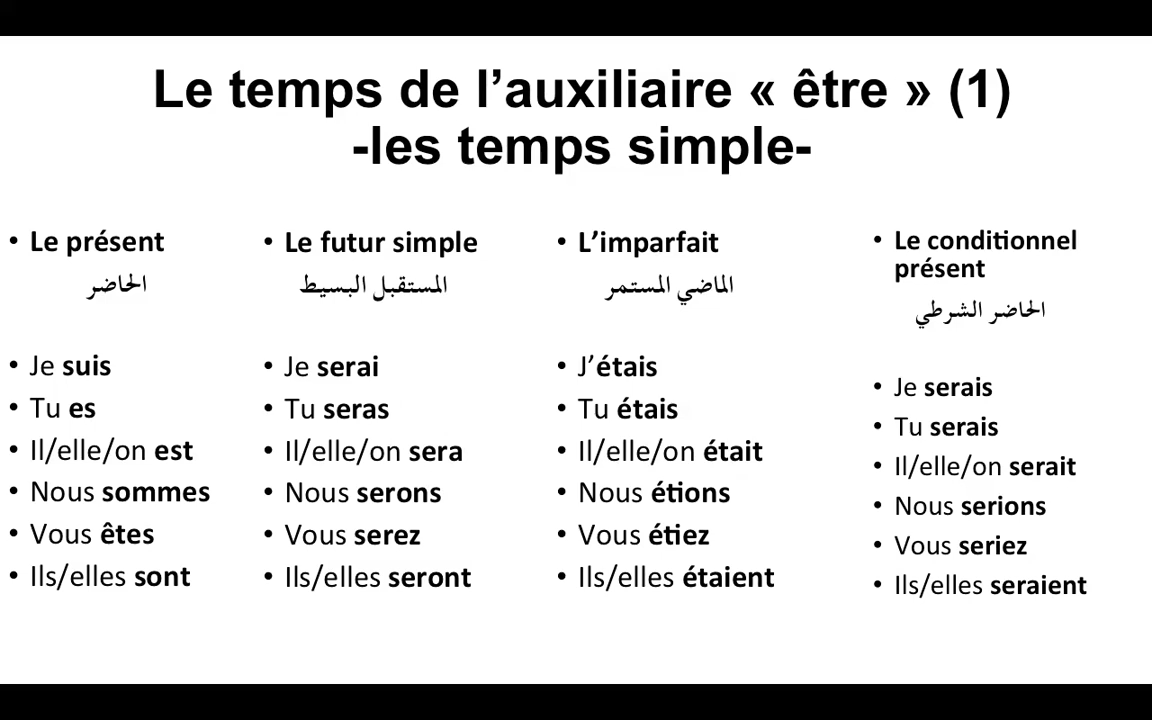 Le temps de l’auxiliaire « être » (1)
-les temps simple-
• Le présent
الحاضر
• Je suis
• Tu es
• Il/elle/on est
• Nous sommes
• Vous êtes
• Ils/elles sont
• Le futur simple
المستقبل البسيط
• Je serai
• Tu seras
• Il/elle/on sera
• Nous serons
• Vous serez
• Ils/elles seront
• L’imparfait
الماضي المستمر
• J’étais
• Tu étais
• Il/elle/on était
• Nous étions
• Vous étiez
• Ils/elles étaient
• Le conditionnel
présent
الحاضر الشرطي
• Je serais
• Tu serais
• Il/elle/on serait
• Nous serions
• Vous seriez
• Ils/elles seraient